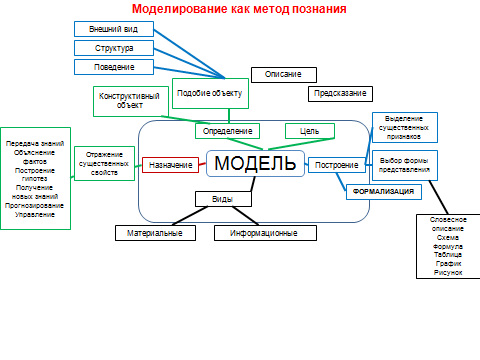 Моделирование как метод познания
Внешний вид
Структура
Поведение
Описание
Подобие объекту
Предсказание
Конструктивный
объект
Выделение
существенных
признаков
Определение
Цель
Передача знаний
Объяснение
фактов
Построение
гипотез
Получение
новых знаний
Прогнозирование
Управление
Отражение
существенных
свойств
Назначение
МОДЕЛЬ
Построение
Выбор формы
представления
ФОРМАЛИЗАЦИЯ
Виды
Материальные
Информационные
Словесное
описание
Схема
Формула
Таблица
График
Рисунок